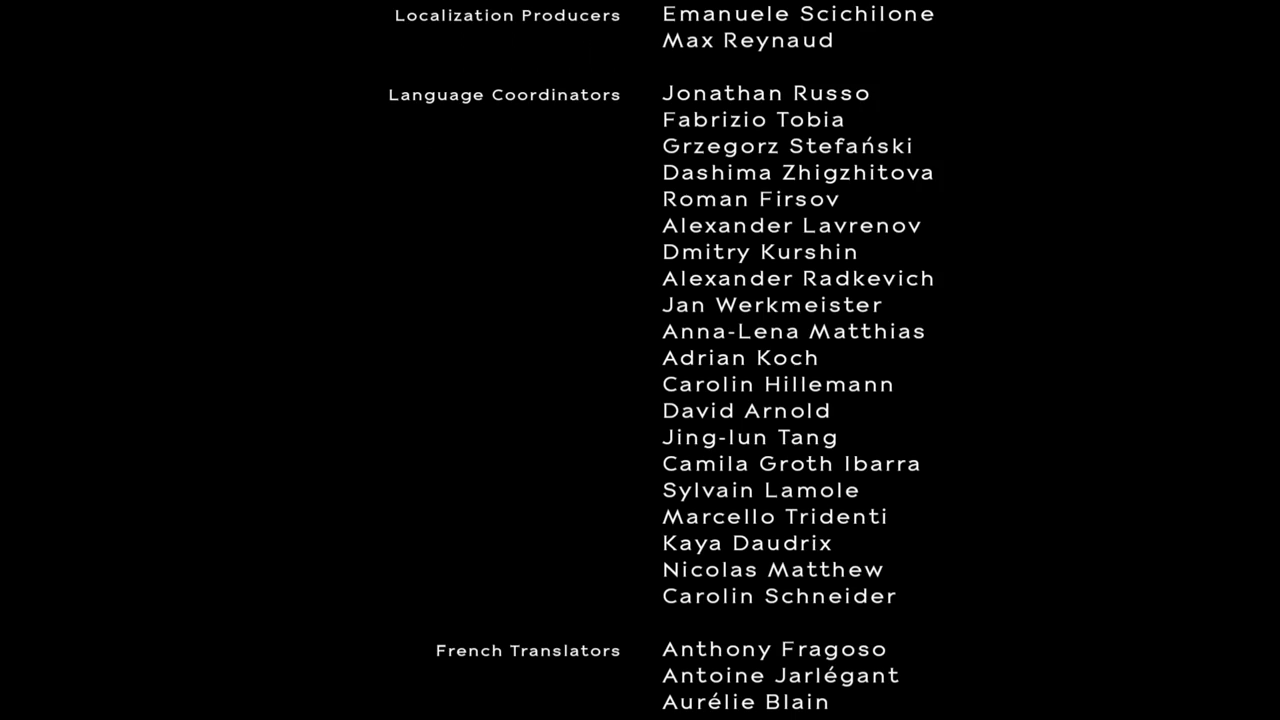 Localization Producers Emanuele Scichilone
Max Reynaud
Language Coordinators Jonathan Russo
Fabrizio Tobia
Grzegorz Stefański
Dashima Zhigzhitova
Roman Firsov
Alexander Lavrenov
Dmitry Kurshin
Alexander Radkevich
Jan Werkmeister
Anna-Lena Matthias
Adrian Koch
Carolin Hillemann
David Arnold
Jing-Iun Tang
Camila Groth Ibarra
Sylvain Lamole
Marcello Tridenti
Kaya Daudrix
Nicolas Matthew
Carolin Schneider
French Translators Anthony Fragoso
Antoine Jarlégant
Aurélie Blain